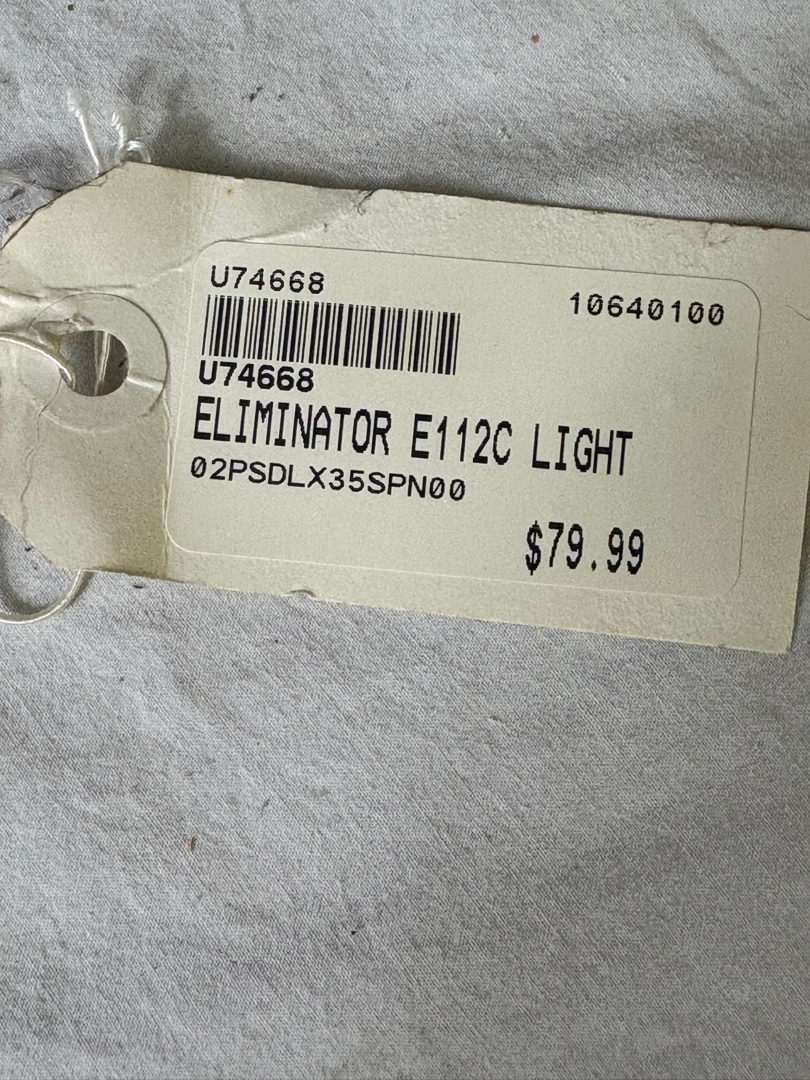 U74668
10640100
U74668
ELIMINATOR E112C LIGHT
02PSDLX35SPN00
$79.99